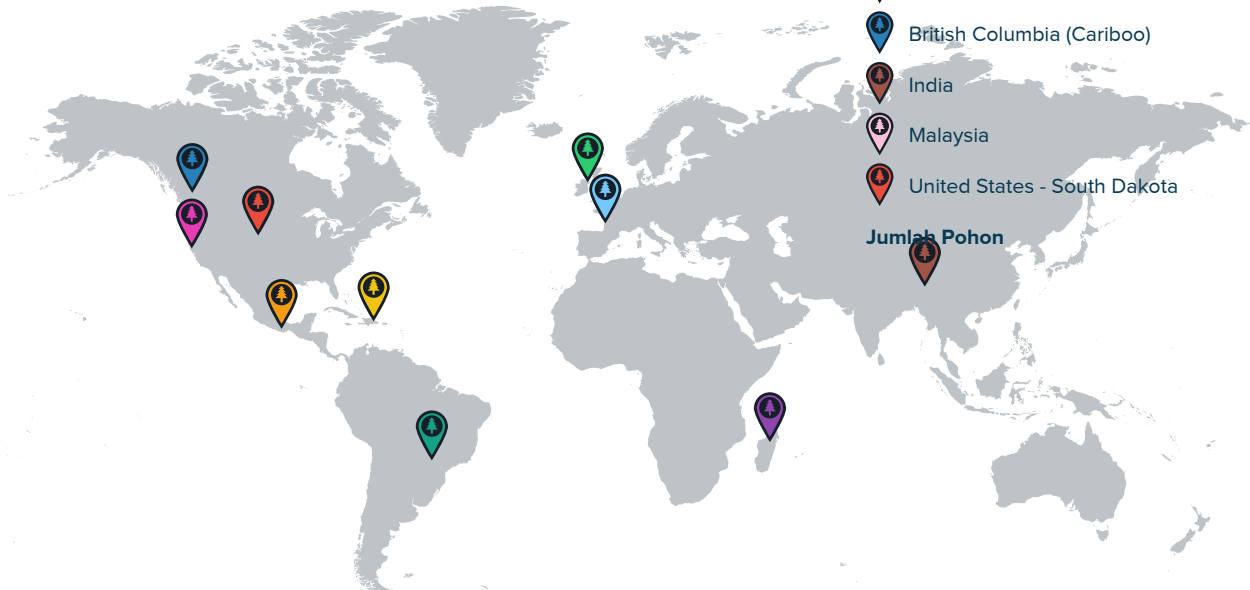 British Columbia (Cariboo)
India
Malaysia
United States - South Dakota
Jumlah Pohon